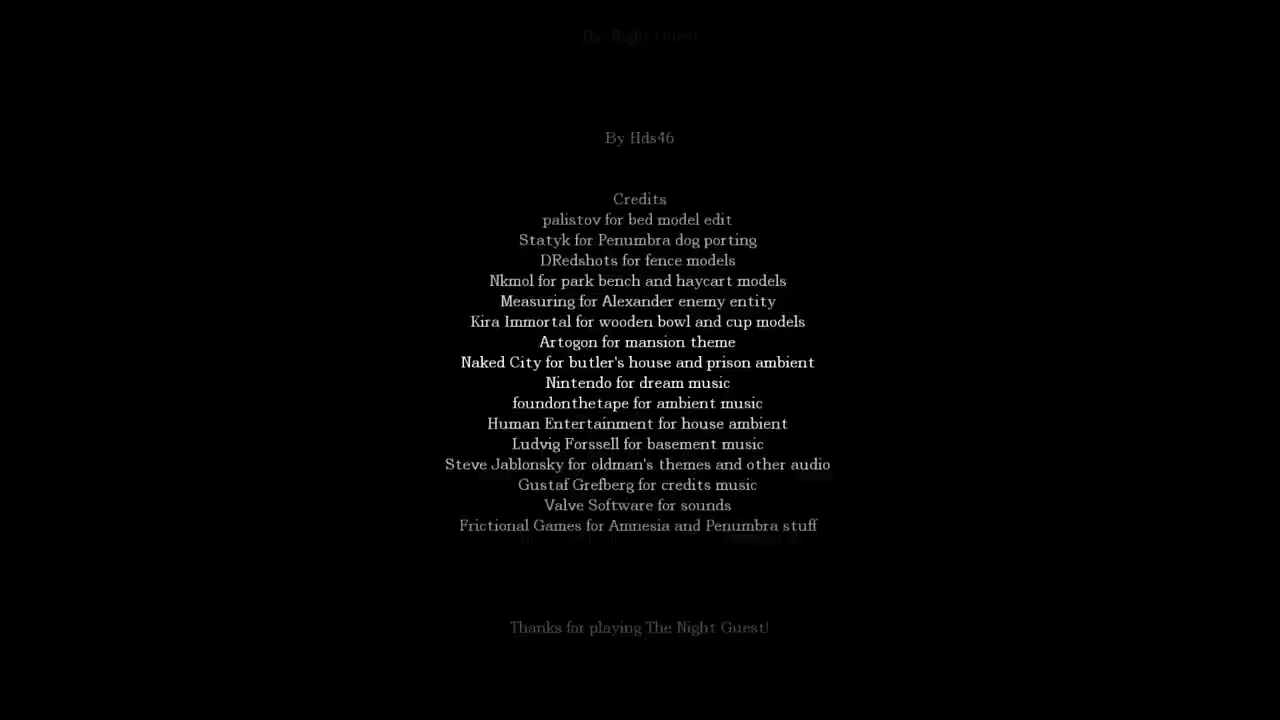 The Night Guest
By Hds46
Credits
palistov for bed model edit
Statyk for Penumbra dog porting
DRedshots for fence models
Nkmol for park bench and haycart models
Measuring for Alexander enemy entity
Kira Immortal for wooden bowl and cup models
Artogon for mansion theme
Naked City for butler's house and prison ambient
Nintendo for dream music
foundonthetape for ambient music
Human Entertainment for house ambient
Ludvig Forssell for basement music
Steve Jablonsky for oldman's themes and other audio
Gustaf Grefberg for credits music
Valve Software for sounds
Frictional Games for Amnesia and Penumbra stuff
Thanks for playing The Night Guest!